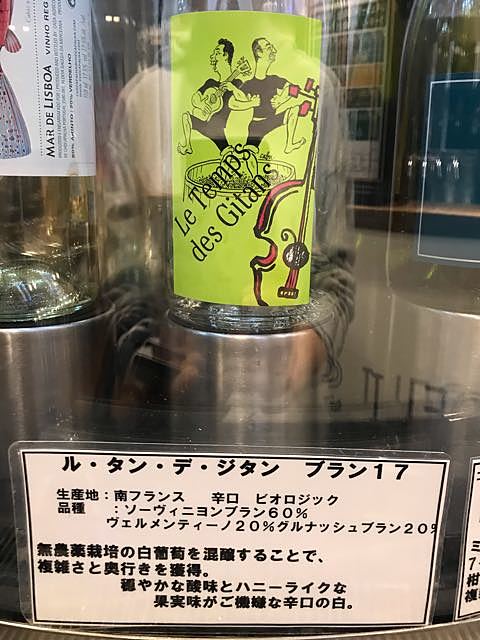 MAR DE LISBOA
VINHO REG
Le Temps
des Gitans
ル・タン・デ・ジタン ブラン17
生産地：南フランス 辛口 ビオロジック
品種 ：ソーヴィニヨンブラン60％
ヴェルメンティーノ20％グルナッシュブラン20％
無農薬栽培の白葡萄を混醸することで、
複雑さと奥行きを獲得。
穏やかな酸味とハニーライクな
果実味がご機嫌な辛口の白。